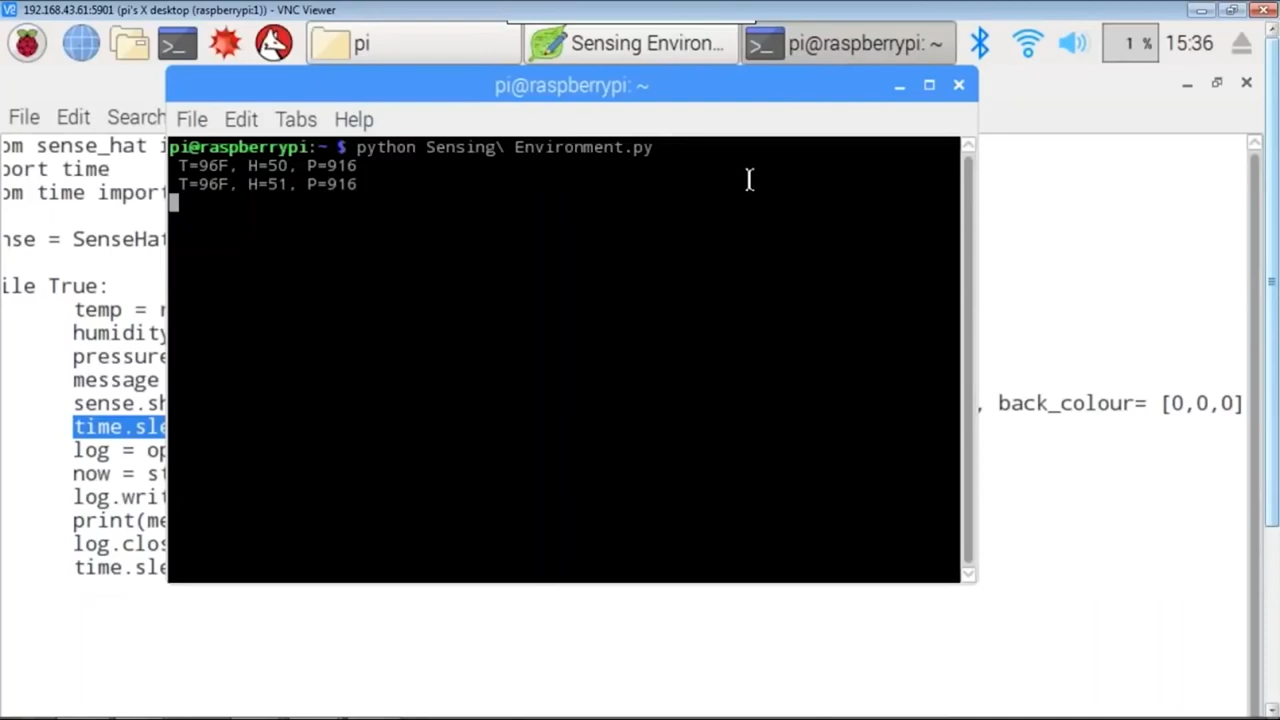 192.168.43.61:5901 (pi's X desktop (raspberrypi:1)) - VNC Viewer
pi
Sensing Environ...
pi@raspberrypi: ~
1 %
15:36
pi@raspberrypi: ~
File Edit Search
File Edit Tabs Help
om sense_hat i
port time
om time import
nse = SenseHat
ile True:
temp = r
humidity
pressure
message
sense.sh
, back_colour= [0,0,0]
time.sle
log = op
now = st
log.writ
print(me
log.clos
time.sle
pi@raspberrypi:~ $ python Sensing\ Environment.py
T=96F, H=50, P=916
T=96F, H=51, P=916